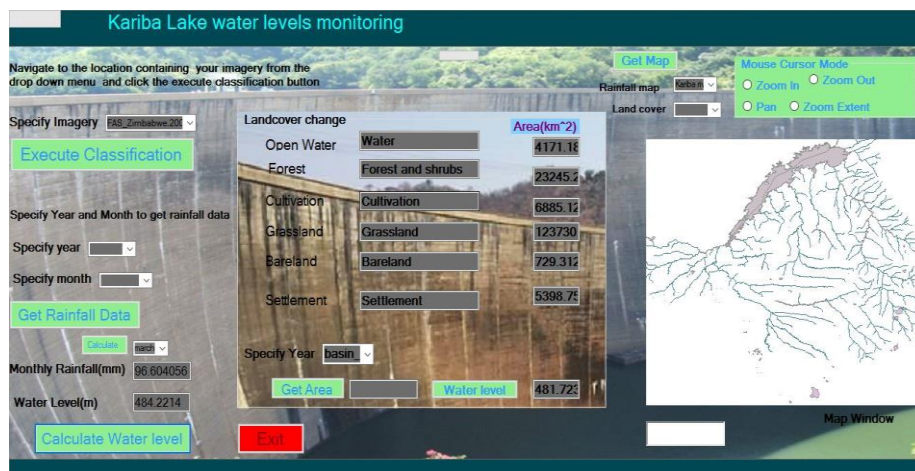 Kariba Lake water levels monitoring
Navigate to the location containing your imagery from the
drop down menu and click the execute classification button
Get Map
Rainfall map
Land cover
Mouse Cursor Mode
Zoom In
Zoom Out
Pan
Zoom Extent
Specify Imagery
FAS_Zimbabwe.200
Execute Classification
Specify Year and Month to get rainfall data
Specify year
Specify month
Get Rainfall Data
Calculate
march
Monthly Rainfall(mm)
96.604056
Water Level(m)
484.2214
Calculate Water level
Landcover change
Area(km^2)
Open Water
Water
4171.18
Forest
Forest and shrubs
23245.2
Cultivation
Cultivation
6885.12
Grassland
Grassland
123730
Bareland
Bareland
729.312
Settlement
Settlement
5398.75
Specify Year
basin_
Get Area
Water level
481.723
Exit
Map Window